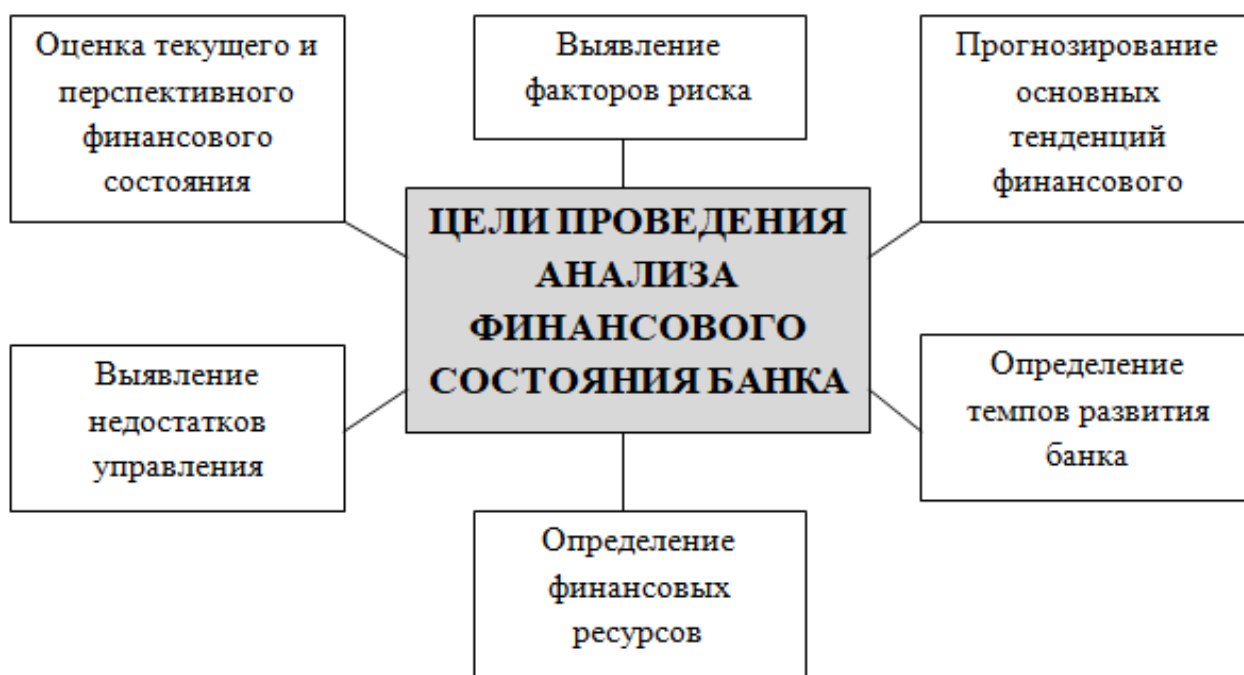 Оценка текущего и
перспективного
финансового
состояния
Выявление
факторов риска
Прогнозирование
основных
тенденций
финансового
ЦЕЛИ ПРОВЕДЕНИЯ
АНАЛИЗА
ФИНАНСОВОГО
СОСТОЯНИЯ БАНКА
Выявление
недостатков
управления
Определение
темпов развития
банка
Определение
финансовых
ресурсов